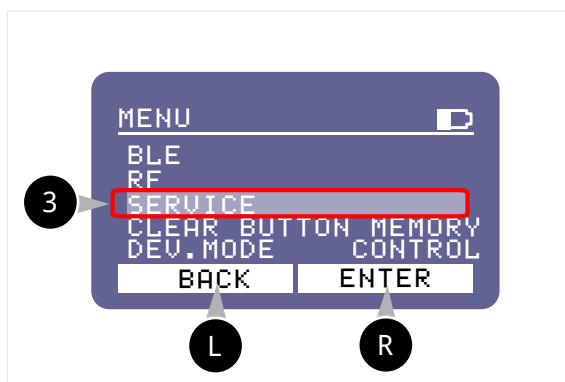 MENU
BLE
RF
3
SERVICE
CLEAR BUTTON MEMORY
DEV.MODE CONTROL
BACK ENTER
L R